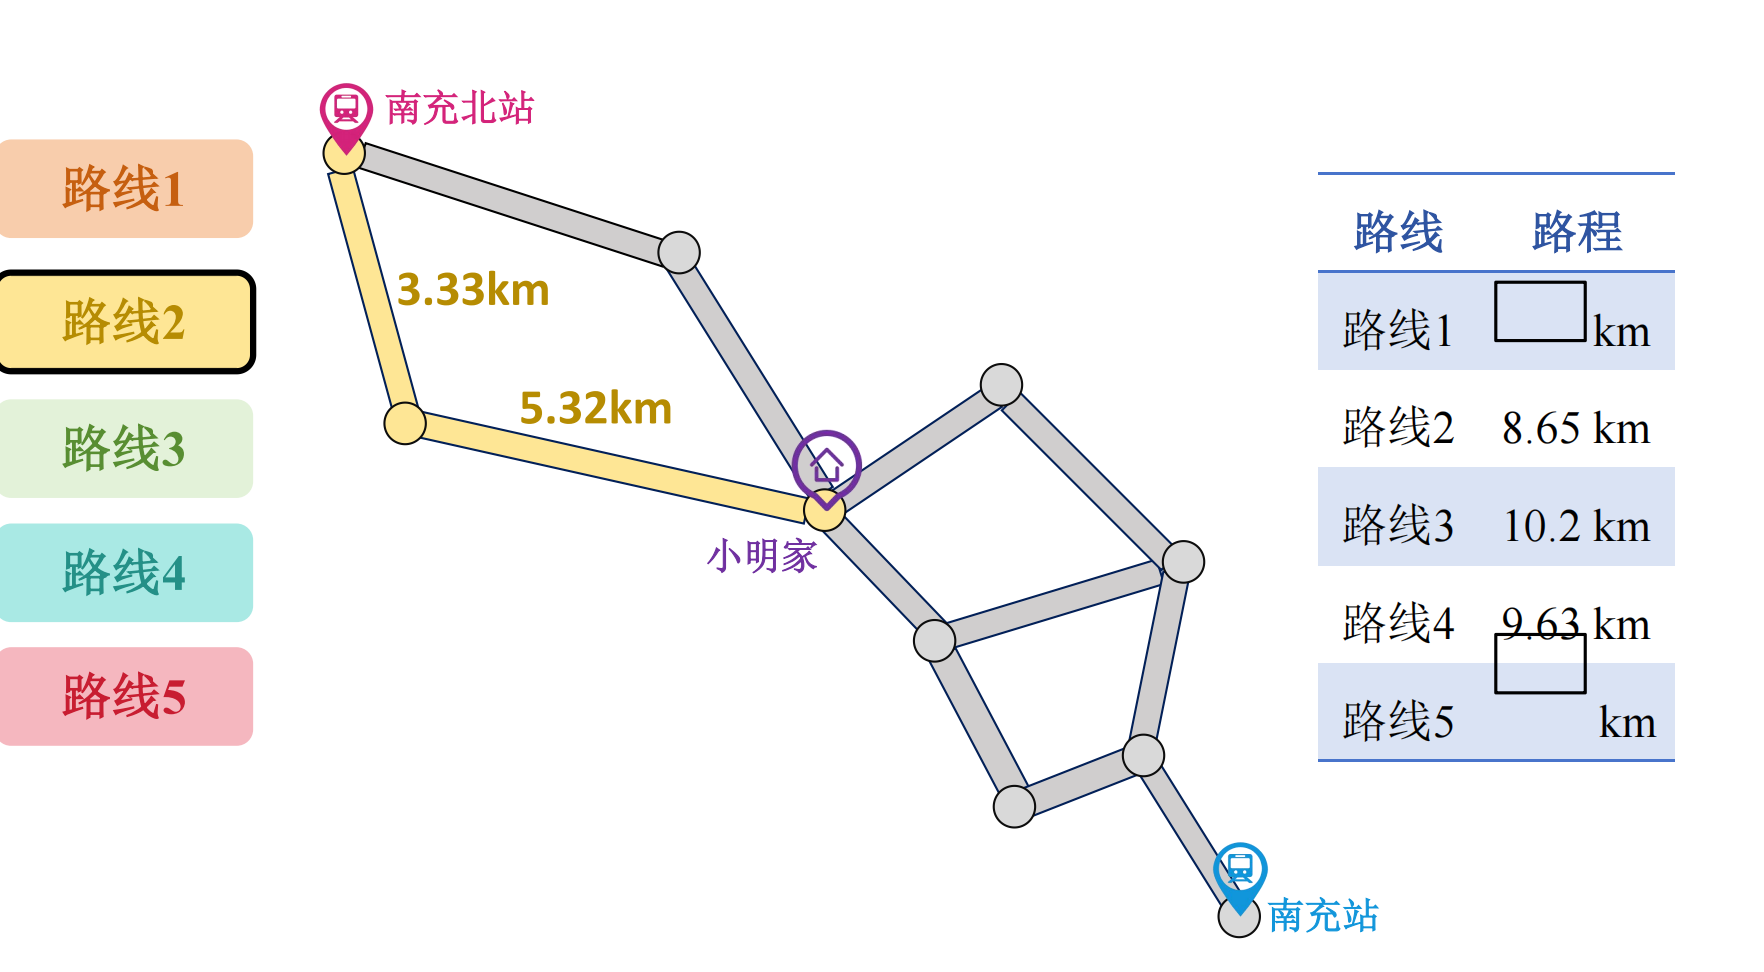 南充北站
路线1
路线2
路线3
路线4
路线5
3.33km
5.32km
小明家
南充站
路线 路程
路线1 km
路线2 8.65 km
路线3 10.2 km
路线4 9.63 km
路线5 km